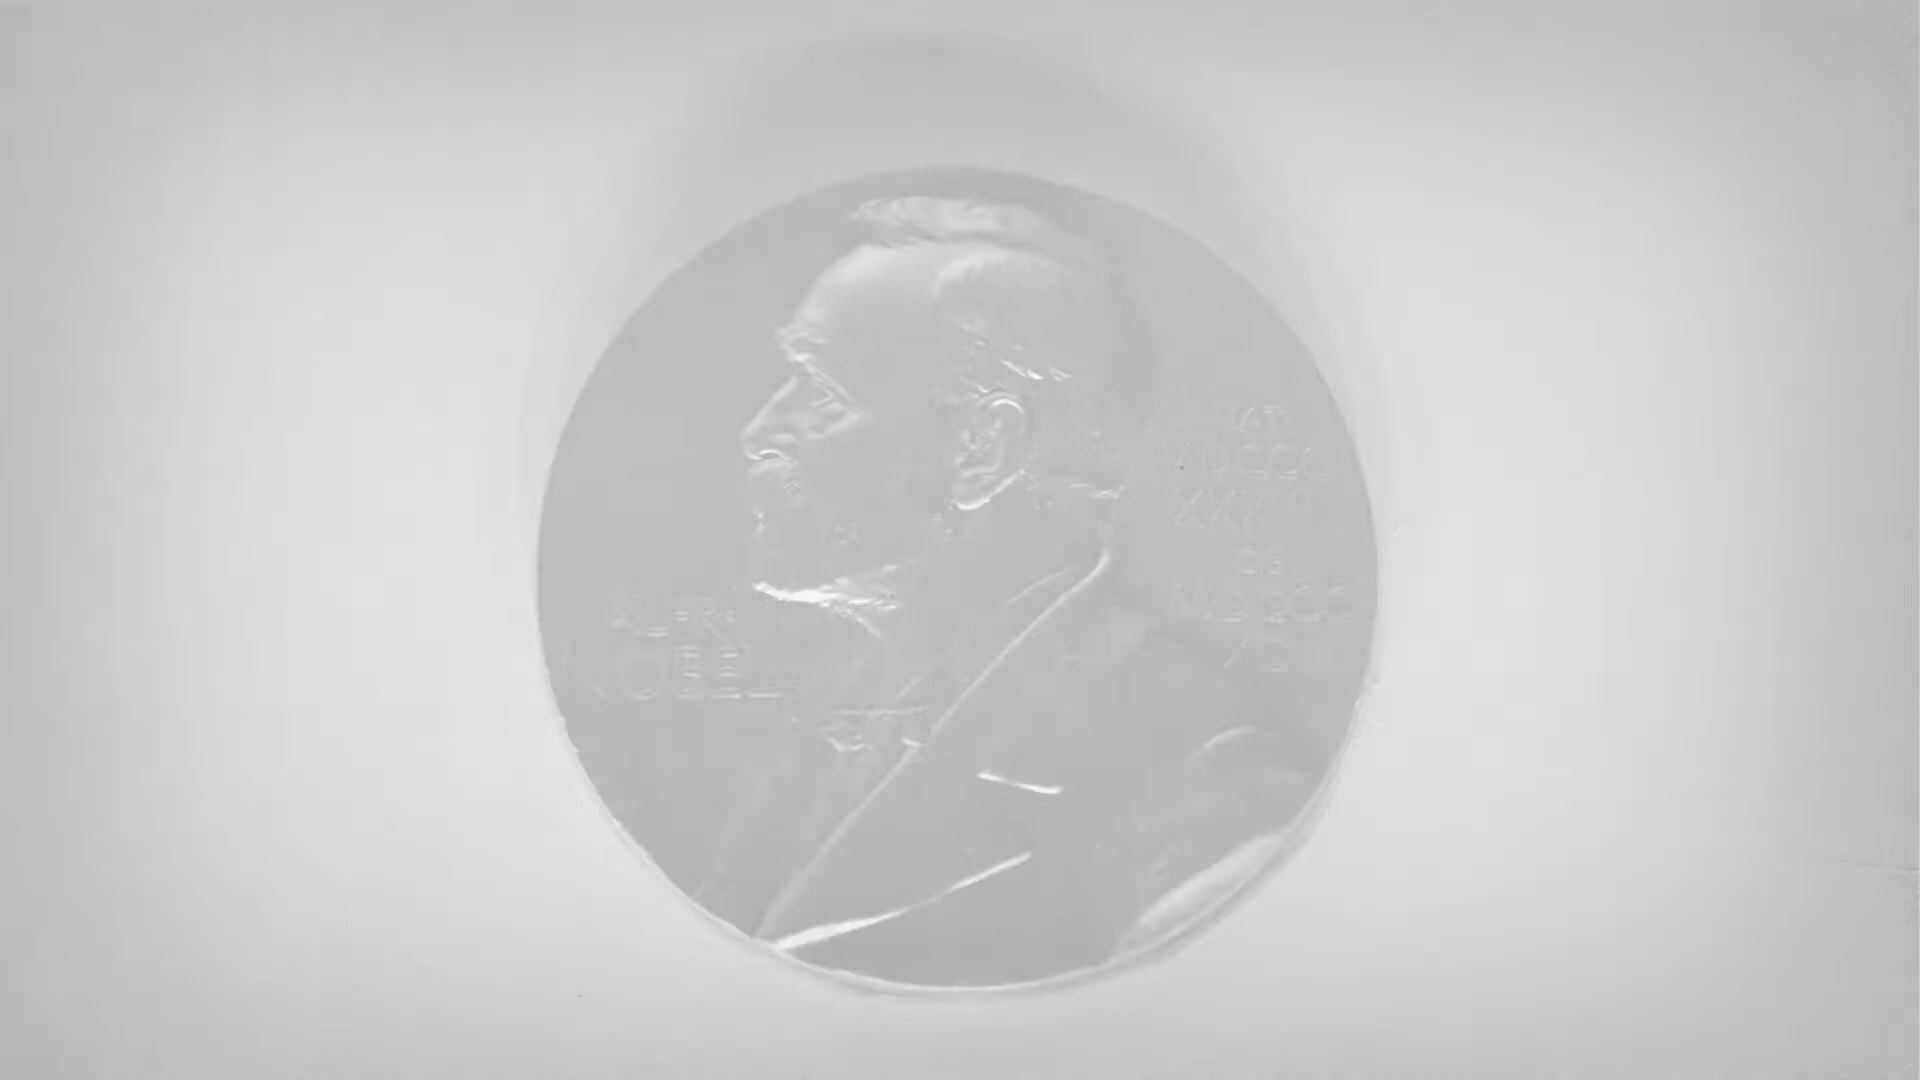 ALFR.
NOBEL
NAT.
MDCCC
XXXIII
OB.
MDCCC